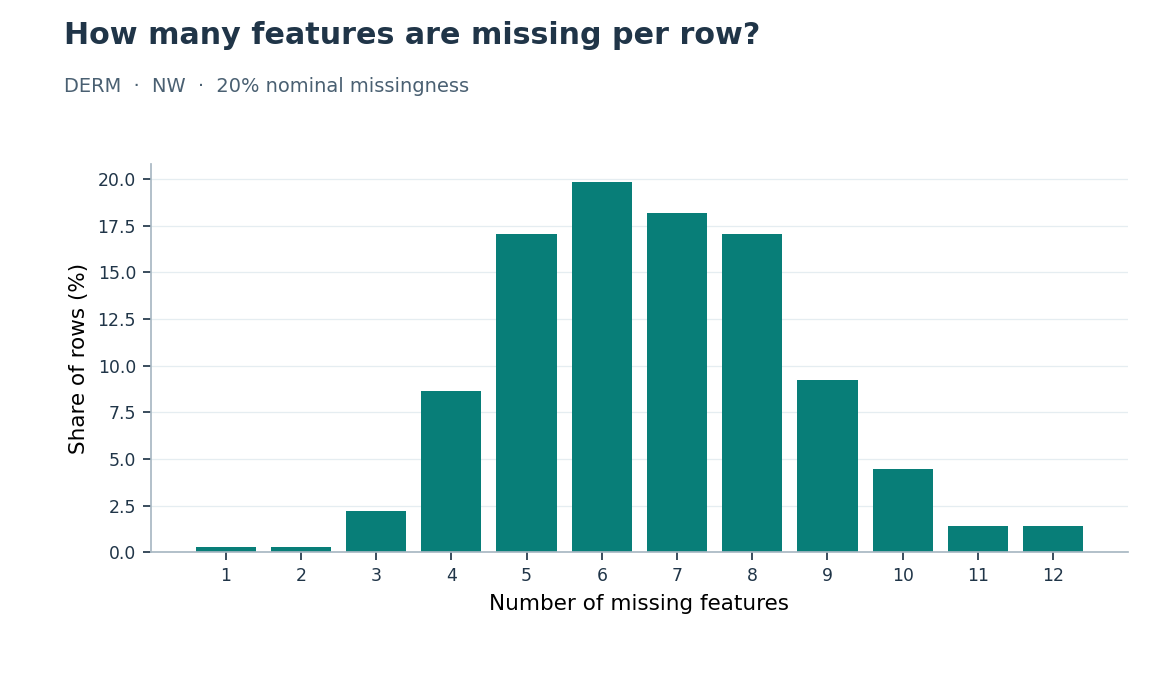 How many features are missing per row?
DERM · NW · 20% nominal missingness
Share of rows (%)
20.0
17.5
15.0
12.5
10.0
7.5
5.0
2.5
0.0
1 2 3 4 5 6 7 8 9 10 11 12
Number of missing features